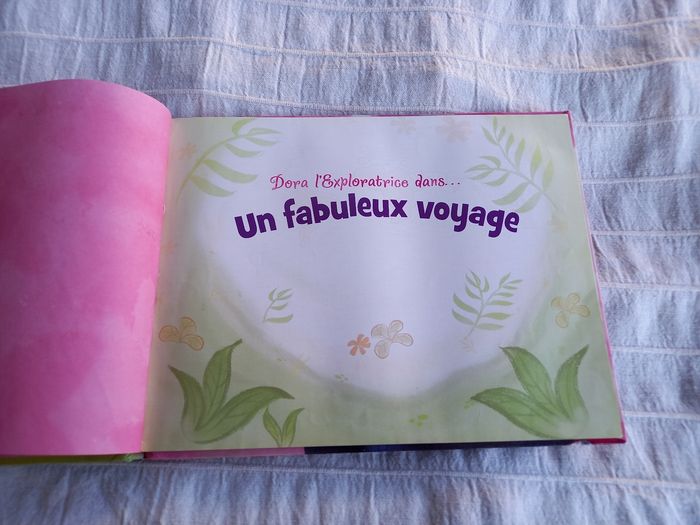 Dora l'Exploratrice dans...
Un fabuleux voyage